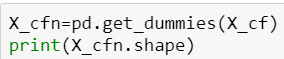 X_cfn=pd.get_dummies(X_cf)
print(X_cfn.shape)